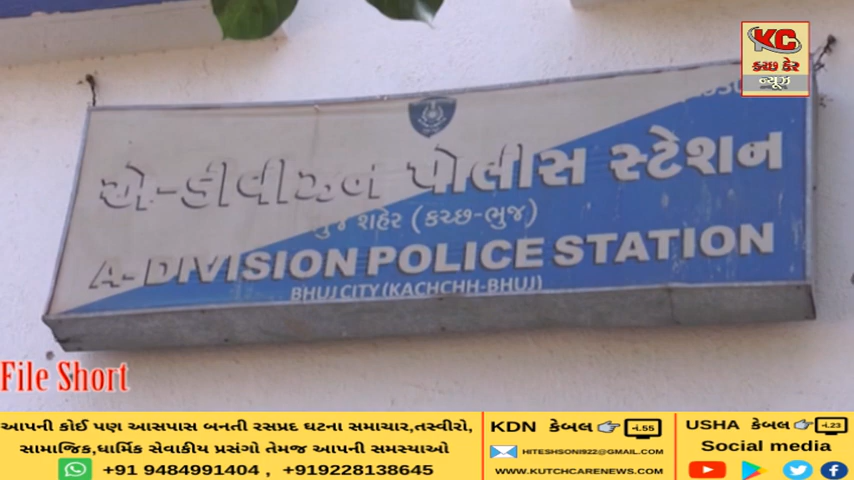 KC
કચ્છ કેર
ન્યૂઝ
એ-ડીવીઝન પોલીસ સ્ટેશન
ભુજ શહેર (કચ્છ-ભુજ)
A- DIVISION POLICE STATION
BHUJ CITY (KACHCHH-BHUJ)
File Short
આપની કોઈ પણ આસપાસ બનતી રસપ્રદ ઘટના સમાચાર,તસ્વીરો,
સામાજિક,ધાર્મિક સેવાકીય પ્રસંગો તેમજ આપની સમસ્યાઓ
+91 9484991404 , +919228138645
KDN કેબલ -i.55
HITESHSONI922@GMAIL.COM
WWW.KUTCHCARENEWS.COM
USHA કેબલ -i.23
Social media